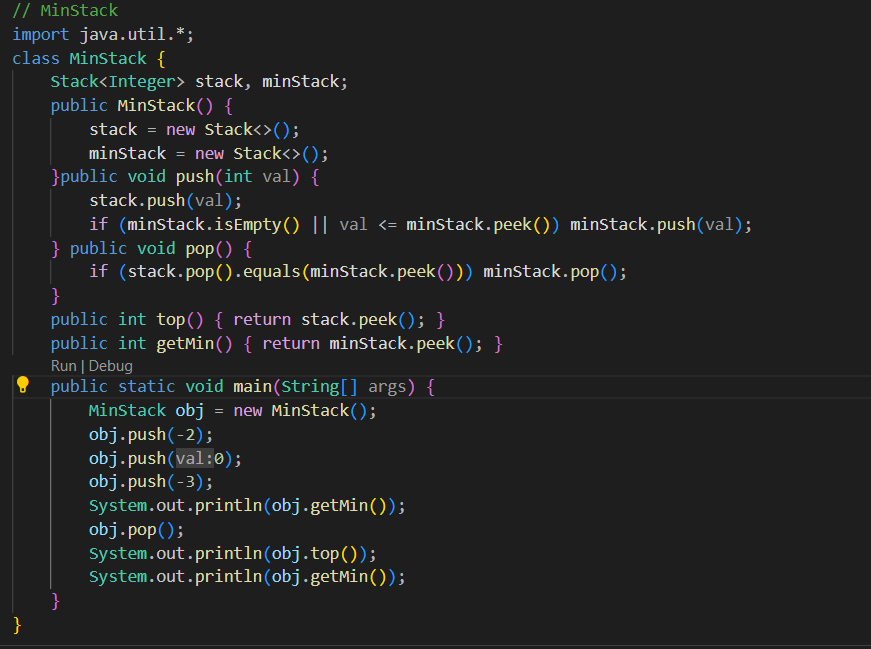 // MinStack
import java.util.*;
class MinStack {
    Stack<Integer> stack, minStack;
    public MinStack() {
        stack = new Stack<>();
        minStack = new Stack<>();
    }public void push(int val) {
        stack.push(val);
        if (minStack.isEmpty() || val <= minStack.peek()) minStack.push(val);
    } public void pop() {
        if (stack.pop().equals(minStack.peek())) minStack.pop();
    }
    public int top() { return stack.peek(); }
    public int getMin() { return minStack.peek(); }
    Run | Debug
    public static void main(String[] args) {
        MinStack obj = new MinStack();
        obj.push(-2);
        obj.push(val:0);
        obj.push(-3);
        System.out.println(obj.getMin());
        obj.pop();
        System.out.println(obj.top());
        System.out.println(obj.getMin());
    }
}